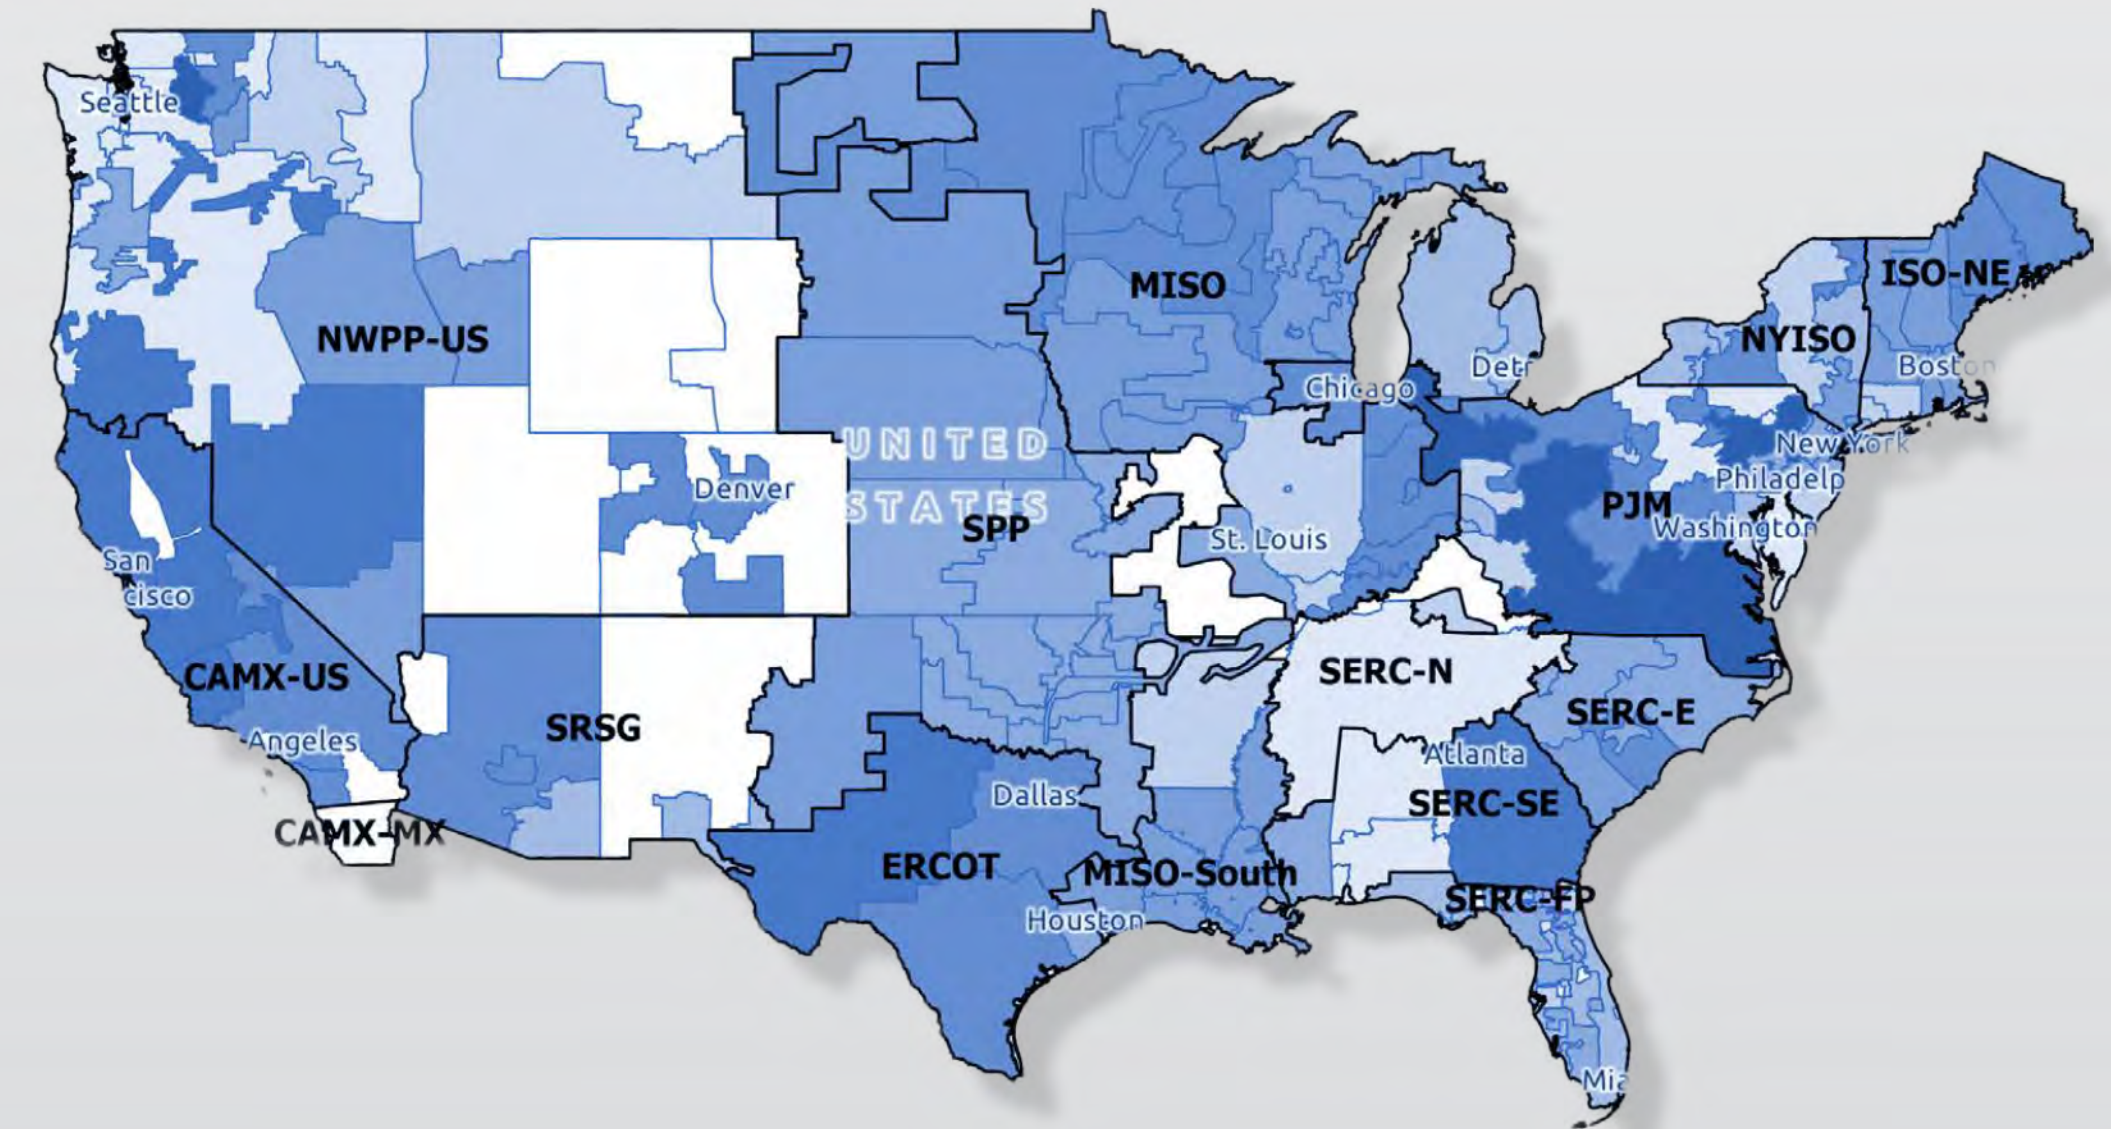 Seattle
MISO
ISO-NE
NWPP-US
NYISO
Detr
Boston
Chicago
UNITED
New York
Denver
Philadelp
STATES
PJM
SPP
Washington
St. Louis
San
cisco
CAMX-US
SERC-N
SRSG
SERC-E
Angeles
Atlanta
Dallas
SERC-SE
CAMX-MX
ERCOT
MISO-South
SERC-FP
Houston
Mia